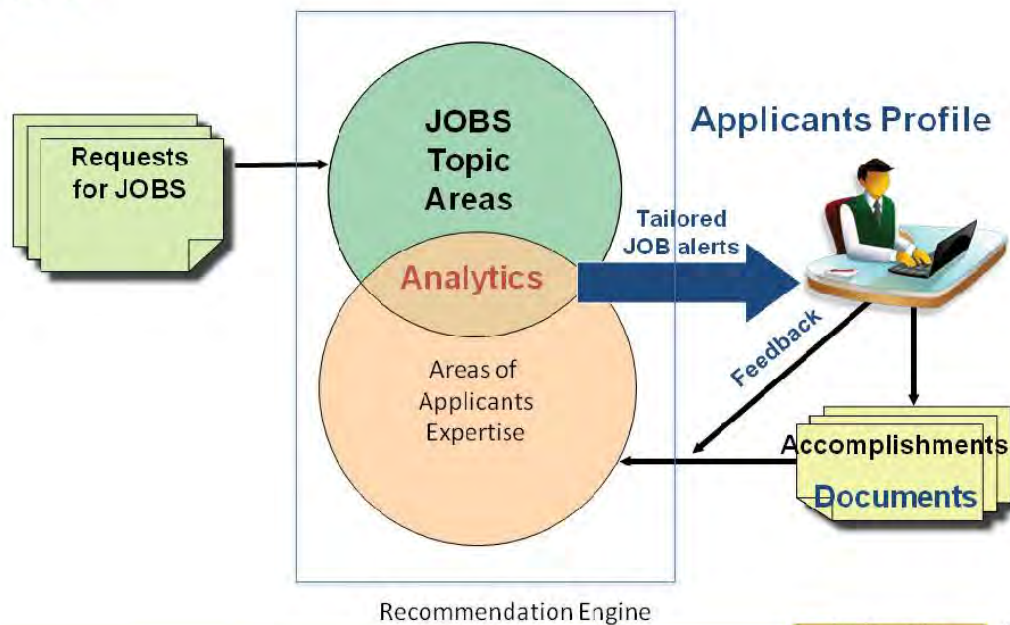 Requests
for JOBS
JOBS
Topic
Areas
Analytics
Areas of
Applicants
Expertise
Applicants Profile
Tailored
JOB alerts
Feedback
Accomplishments
Documents
Recommendation Engine